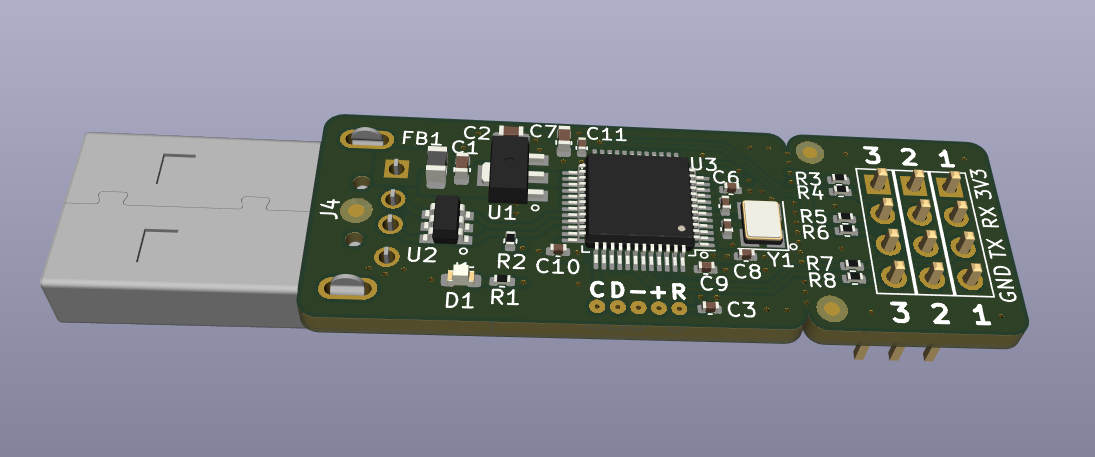 FB1
C2
C7
C11
C1
J4
U1
U2
R2
C10
D1
R1
C D - + R
U3
C6
C8
C9
C3
Y1
R3
R4
R5
R6
R7
R8
3 2 1
3V3
RX
TX
GND
3 2 1